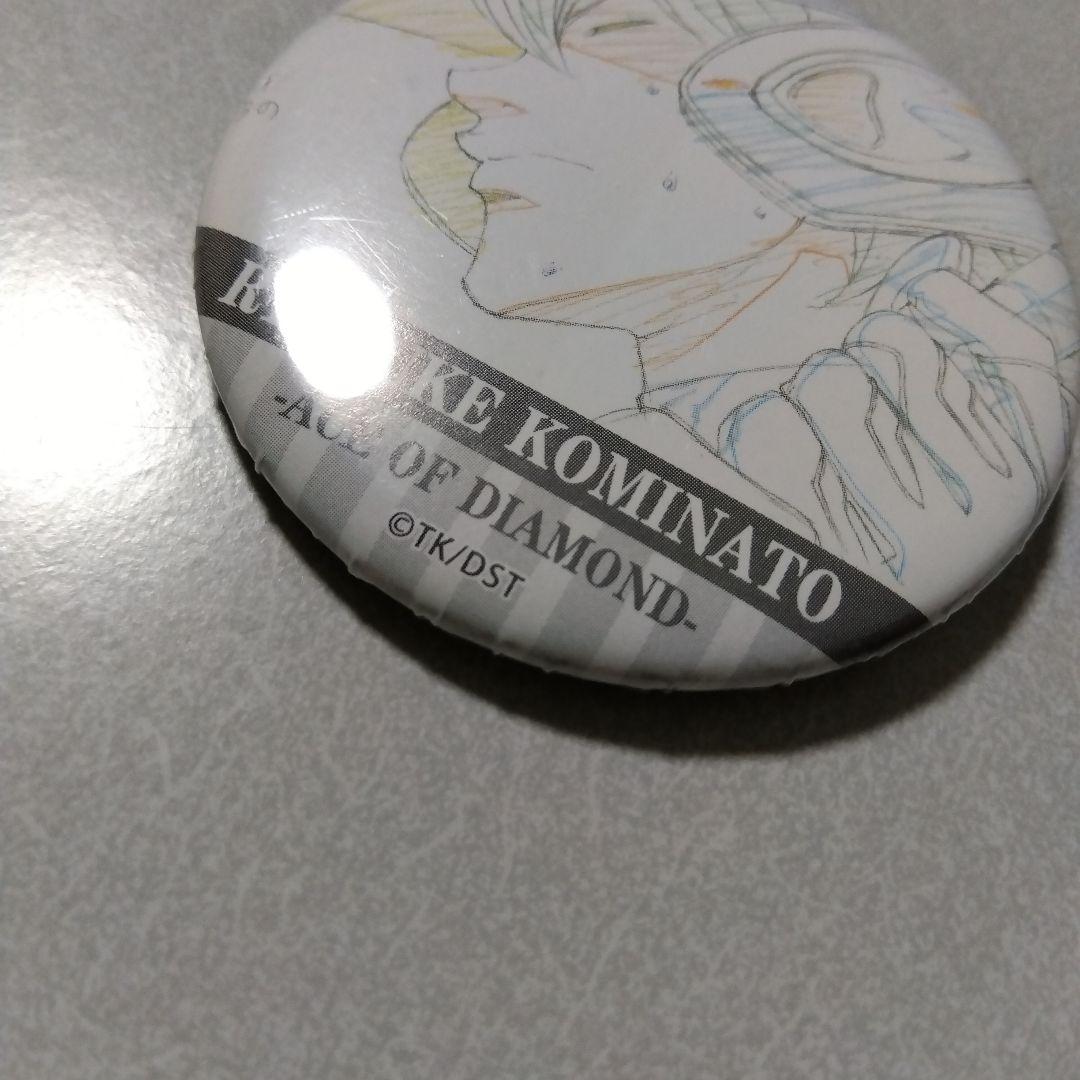 KOMINATO
-ACE OF DIAMOND-
©TK/DST